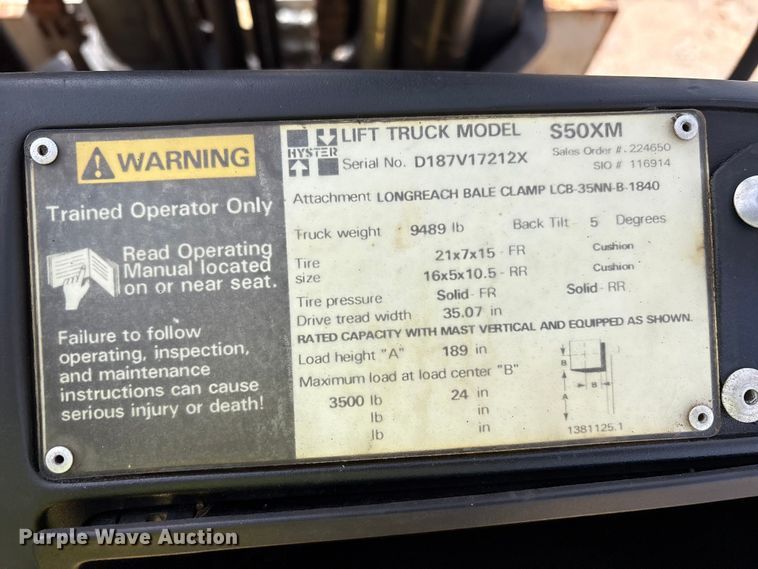 WARNING
Trained Operator Only
Read Operating
Manual located
on or near seat.
Failure to follow
operating, inspection,
and maintenance
instructions can cause
serious injury or death!
HYSTER
LIFT TRUCK MODEL S50XM
Serial No. D187V17212X
Sales Order #. 224650
SIO # 116914
Attachment LONGREACH BALE CLAMP LCB-35NN-B-1840
Truck weight 9489 lb Back Tilt 5 Degrees
Tire size 21x7x15 - FR Cushion
16x5x10.5 - RR Cushion
Tire pressure Solid - FR Solid - RR
Drive tread width 35.07 in
RATED CAPACITY WITH MAST VERTICAL AND EQUIPPED AS SHOWN.
Load height "A" 189 in
Maximum load at load center "B"
3500 lb 24 in
lb in
lb in
B
B
A
1381125.1
Purple Wave Auction